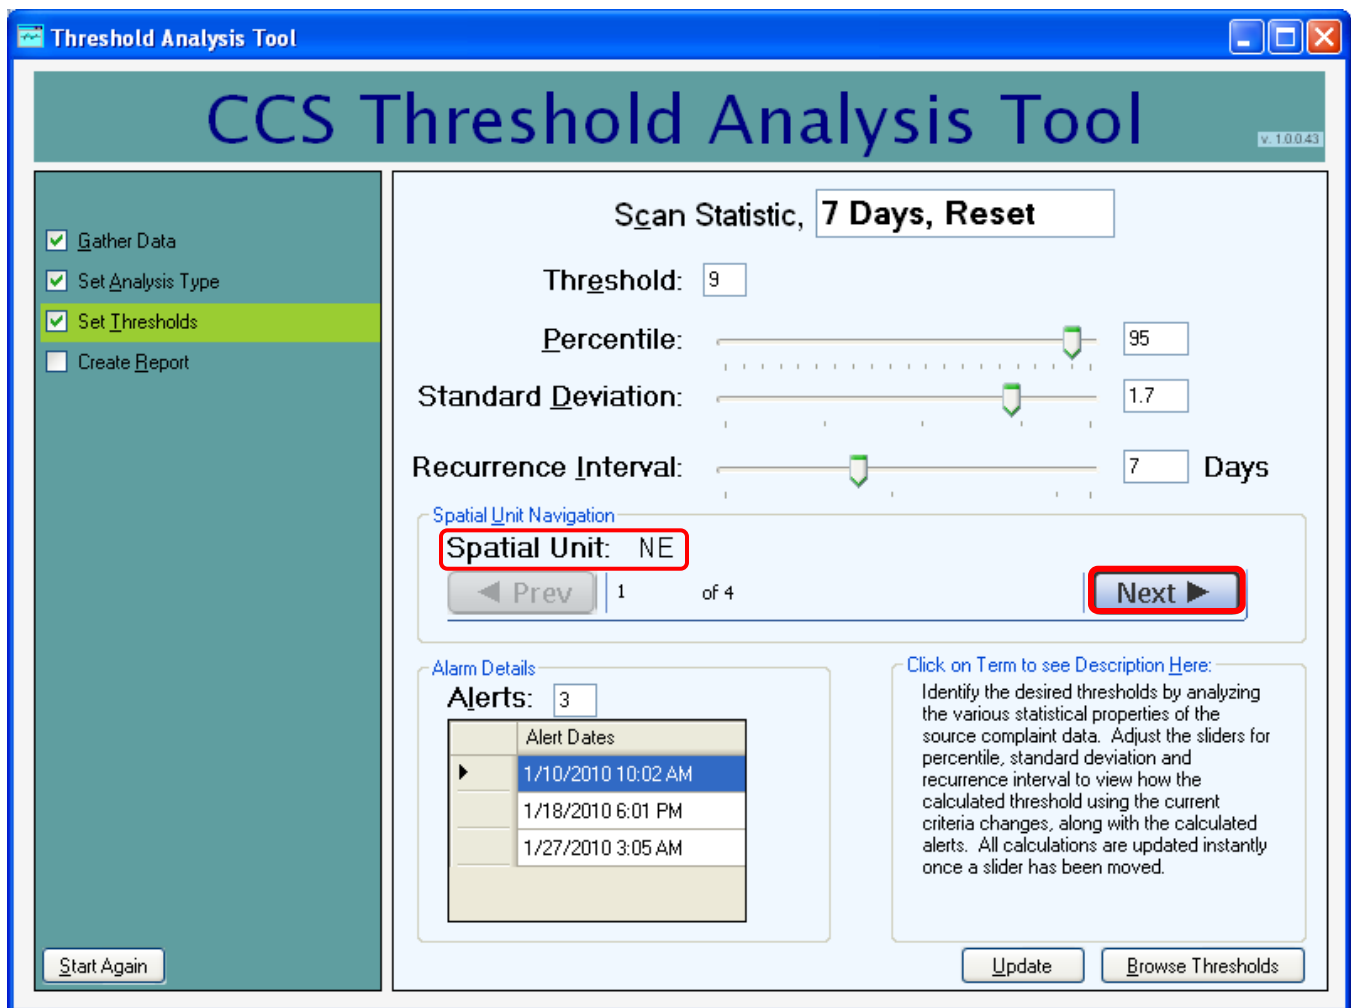 Threshold Analysis Tool
CCS Threshold Analysis Tool
v. 1.0.0.43
Gather Data
Set Analysis Type
Set Thresholds
Create Report
Start Again
Scan Statistic, 7 Days, Reset
Threshold: 9
Percentile: 95
Standard Deviation: 1.7
Recurrence Interval: 7 Days
Spatial Unit Navigation
Spatial Unit: NE
Prev 1 of 4 Next
Alarm Details
Alerts: 3
Alert Dates
1/10/2010 10:02 AM
1/18/2010 6:01 PM
1/27/2010 3:05 AM
Click on Term to see Description Here:
Identify the desired thresholds by analyzing
the various statistical properties of the
source complaint data. Adjust the sliders for
percentile, standard deviation and
recurrence interval to view how the
calculated threshold using the current
criteria changes, along with the calculated
alerts. All calculations are updated instantly
once a slider has been moved.
Update
Browse Thresholds